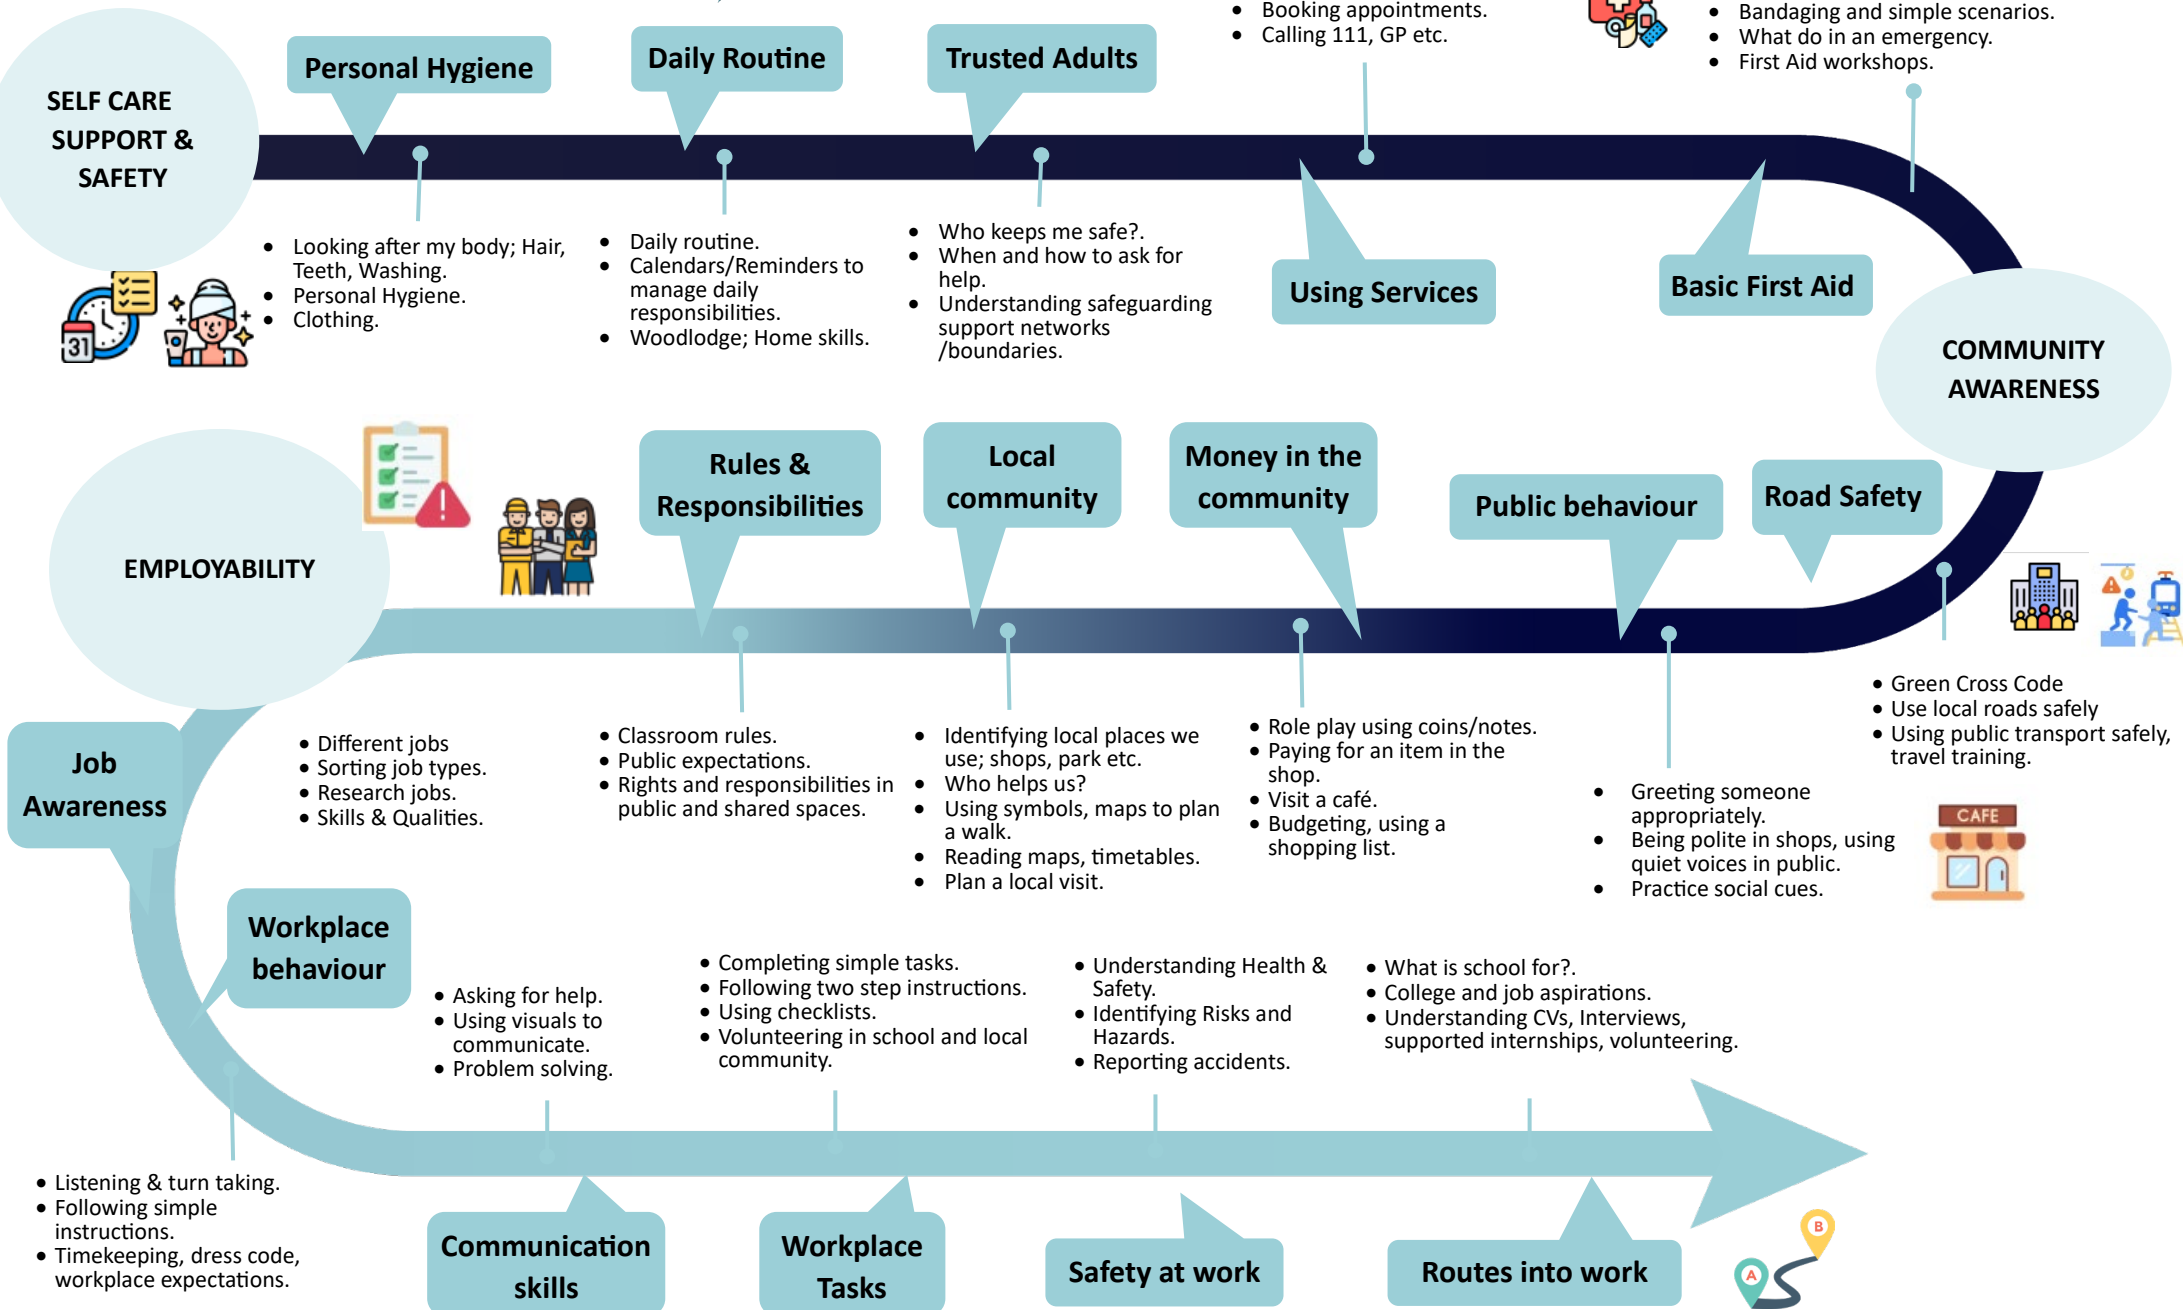 SELF CARE
SUPPORT &
SAFETY
Personal Hygiene
• Looking after my body; Hair,
Teeth, Washing.
• Personal Hygiene.
• Clothing.
31
Daily Routine
• Daily routine.
• Calendars/Reminders to
manage daily
responsibilities.
• Woodlodge; Home skills.
Trusted Adults
• Who keeps me safe?.
• When and how to ask for
help.
• Understanding safeguarding
support networks
/boundaries.
• Booking appointments.
• Calling 111, GP etc.
Using Services
• Bandaging and simple scenarios.
• What do in an emergency.
• First Aid workshops.
Basic First Aid
COMMUNITY
AWARENESS
Road Safety
• Green Cross Code
• Use local roads safely
• Using public transport safely,
travel training.
Public behaviour
• Greeting someone
appropriately.
• Being polite in shops, using
quiet voices in public.
• Practice social cues.
CAFE
Money in the
community
• Role play using coins/notes.
• Paying for an item in the
shop.
• Visit a café.
• Budgeting, using a
shopping list.
Local
community
• Identifying local places we
use; shops, park etc.
• Who helps us?
• Using symbols, maps to plan
a walk.
• Reading maps, timetables.
• Plan a local visit.
Rules &
Responsibilities
• Classroom rules.
• Public expectations.
• Rights and responsibilities in
public and shared spaces.
EMPLOYABILITY
Job
Awareness
• Different jobs
• Sorting job types.
• Research jobs.
• Skills & Qualities.
Workplace
behaviour
• Listening & turn taking.
• Following simple
instructions.
• Timekeeping, dress code,
workplace expectations.
• Asking for help.
• Using visuals to
communicate.
• Problem solving.
Communication
skills
• Completing simple tasks.
• Following two step instructions.
• Using checklists.
• Volunteering in school and local
community.
Workplace
Tasks
• Understanding Health &
Safety.
• Identifying Risks and
Hazards.
• Reporting accidents.
Safety at work
• What is school for?.
• College and job aspirations.
• Understanding CVs, Interviews,
supported internships, volunteering.
Routes into work
B
A